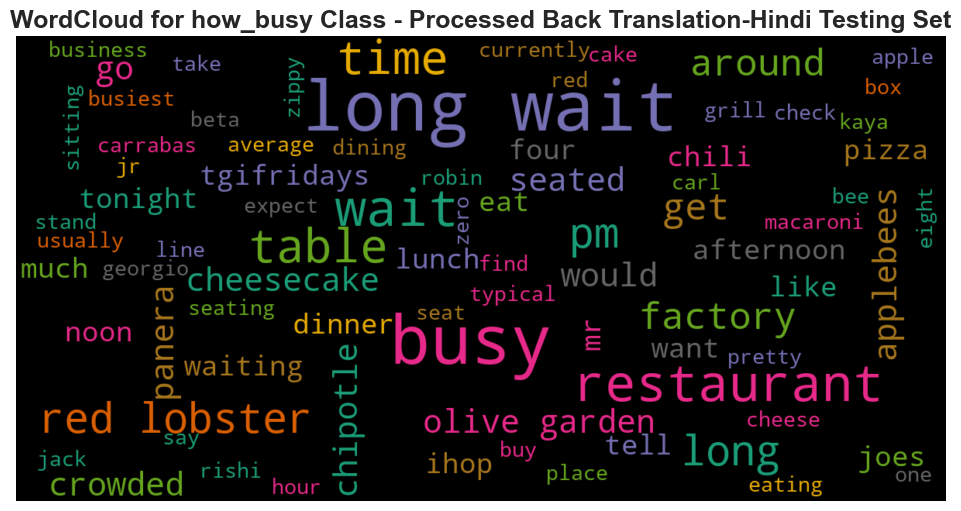 WordCloud for how_busy Class - Processed Back Translation-Hindi Testing Set
business
time
currently
cake
around
apple
go
take
zippy
red
box
busiest
long wait
grill
check
sitting
beta
kaya
carrabas
average
dining
four
chili
pizza
jr
tgifridays
robin
seated
carl
bee
eight
tonight
expect
wait
zero
eat
get
macaroni
applebees
stand
usually
line
table
pm
afternoon
much
georgio
lunch
find
would
like
cheesecake
typical
panera
seating
dinner
seat
busy
mr
factory
noon
want
pretty
waiting
chipotle
restaurant
red lobster
olive garden
cheese
say
tell
long
jack
rishi
ihop
buy
place
joes
crowded
hour
eating
one